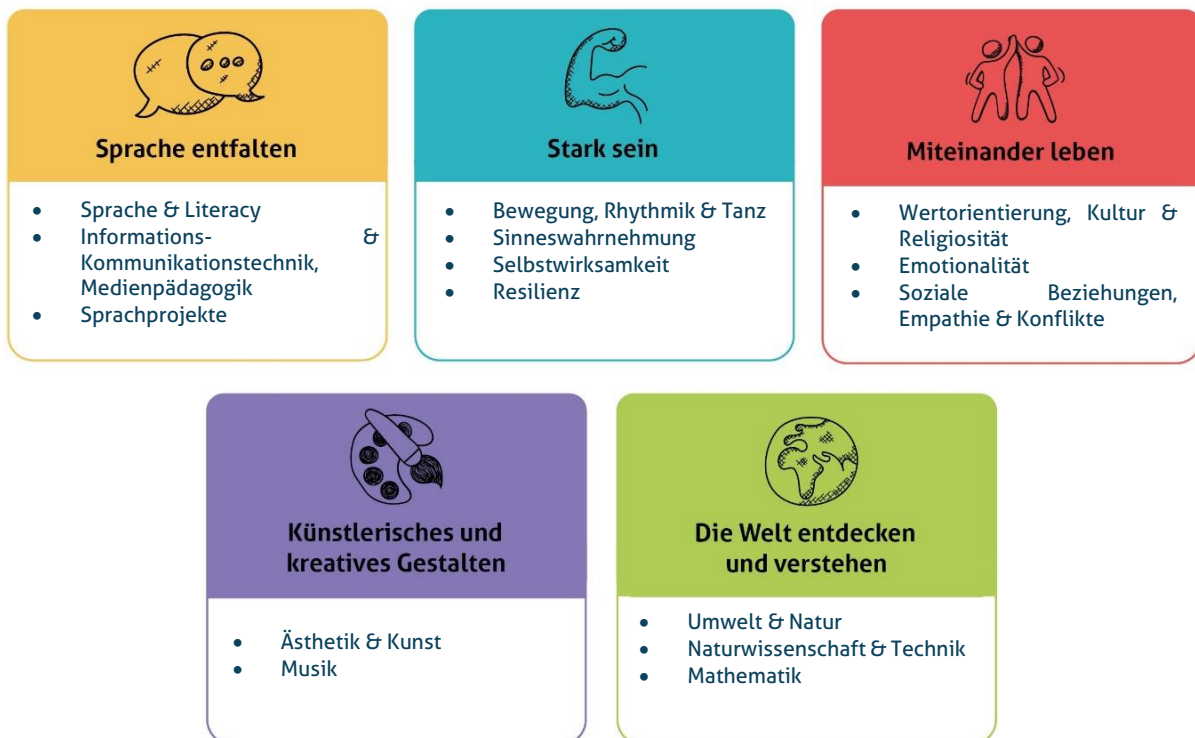 Sprache entfalten
• Sprache & Literacy
• Informations- &
Kommunikationstechnik,
Medienpädagogik
• Sprachprojekte
Stark sein
• Bewegung, Rhythmik & Tanz
• Sinneswahrnehmung
• Selbstwirksamkeit
• Resilienz
Miteinander leben
• Wertorientierung, Kultur &
Religiosität
• Emotionalität
• Soziale Beziehungen,
Empathie & Konflikte
Künstlerisches und
kreatives Gestalten
• Ästhetik & Kunst
• Musik
Die Welt entdecken
und verstehen
• Umwelt & Natur
• Naturwissenschaft & Technik
• Mathematik